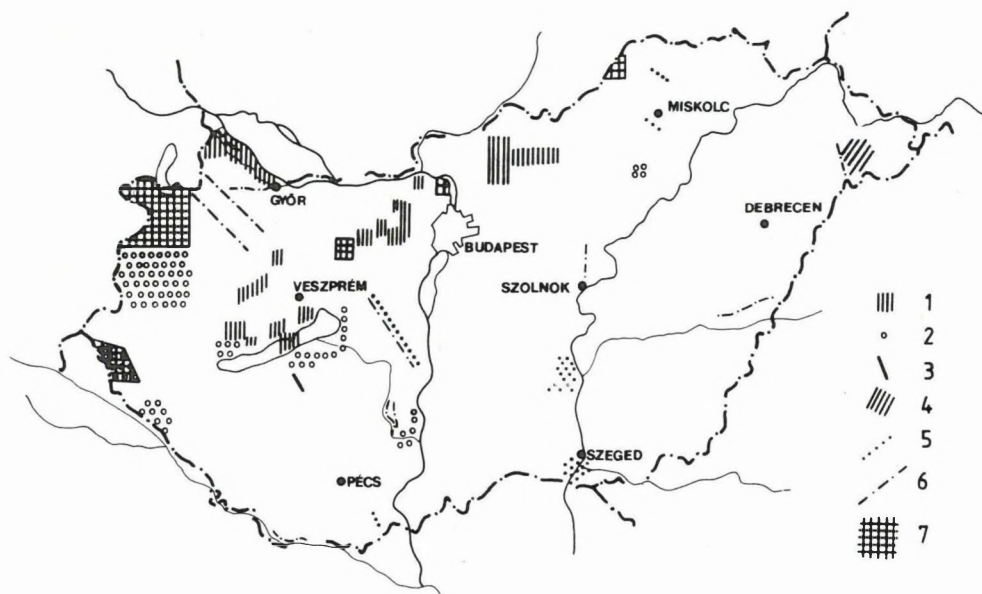 MISKOLC
GYŐR
DEBRECEN
BUDAPEST
VESZPRÉM
SZOLNOK
1
2
3
4
5
SZEGED
6
PÉCS
7